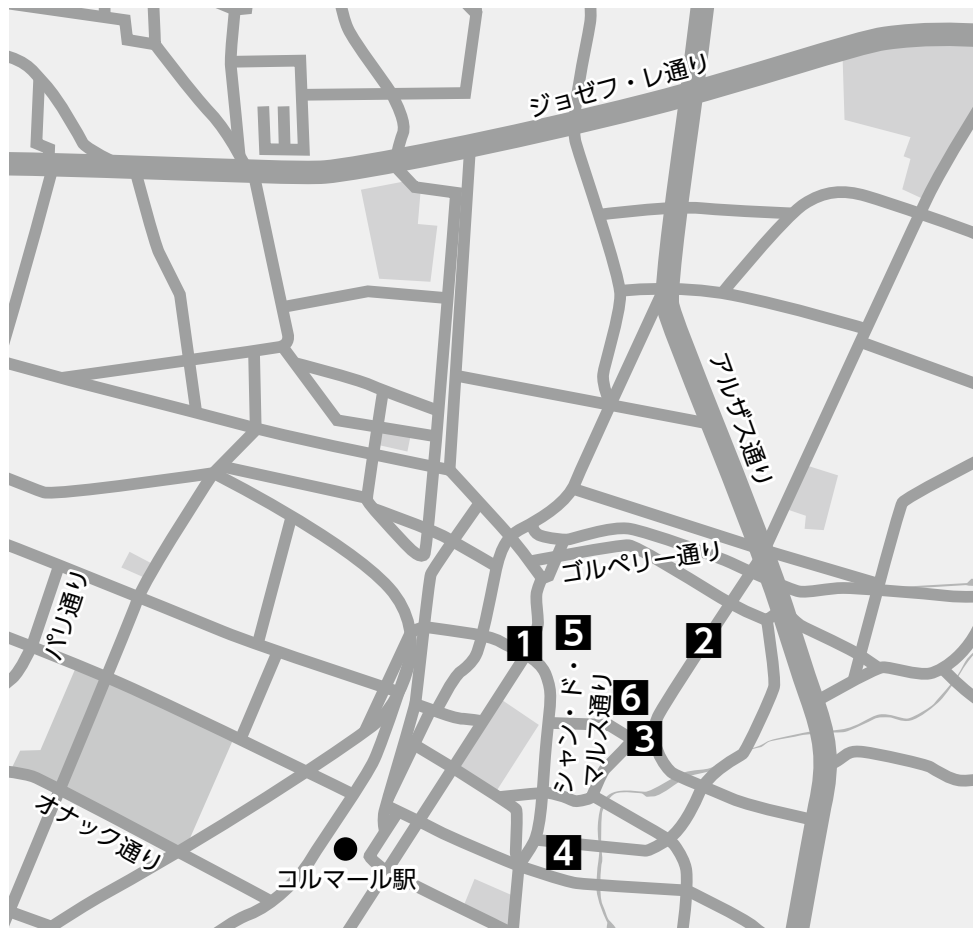 ジョゼフ・レ通り
アルザス通り
ゴルペリー通り
パリ通り
1
5
2
シャン・ド・
マルス通り
6
3
オナック通り
4
コルマール駅